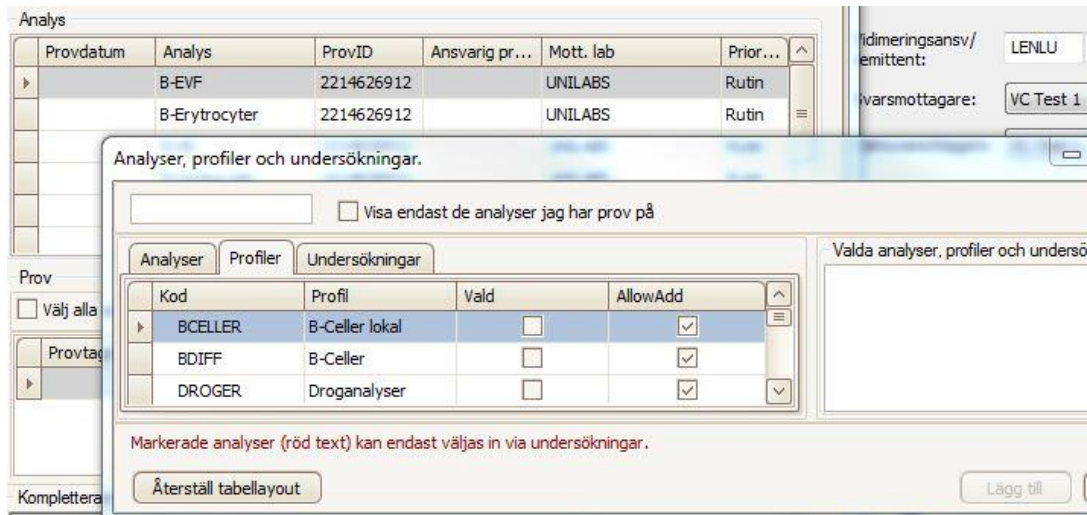 Analys
Provdatum Analys ProvID Ansvarig pr... Mott. lab Prior...
B-EVF 2214626912 UNILABS Rutin
B-Erytrocyter 2214626912 UNILABS Rutin
LENLU
VC Test 1
Analyser, profiler och undersökningar.
Visa endast de analyser jag har prov på
Analyser Profiler Undersökningar
Valda analyser, profiler och undersö
Kod Profil Vald AllowAdd
BCELLER B-Celler lokal
BDIFF B-Celler
DROGER Droganalyser
Prov
Välj alla
Provtag
Markerade analyser (röd text) kan endast väljas in via undersökningar.
Återställ tabellayout
Lägg till
Komplettera